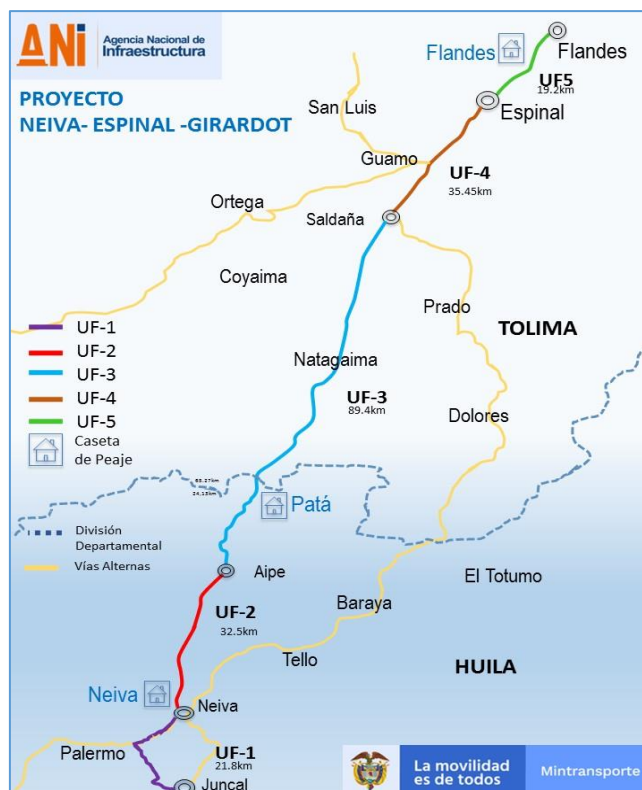 ANi
Agencia Nacional de
Infraestructura
PROYECTO
NEIVA- ESPINAL -GIRARDOT
Flandes
Flandes
UF5
19.2km
Espinal
San Luis
Guamo
UF-4
35.45km
Ortega
Saldaña
Coyaima
Prado
TOLIMA
UF-1
UF-2
UF-3
UF-4
UF-5
Caseta
de Peaje
Natagaima
UF-3
89.4km
Dolores
Patá
División
Departamental
Vías Alternas
Aipe
El Totumo
Baraya
UF-2
32.5km
Tello
HUILA
Neiva
Neiva
Palermo
UF-1
21.8km
Juncal
La movilidad
es de todos
Mintransporte